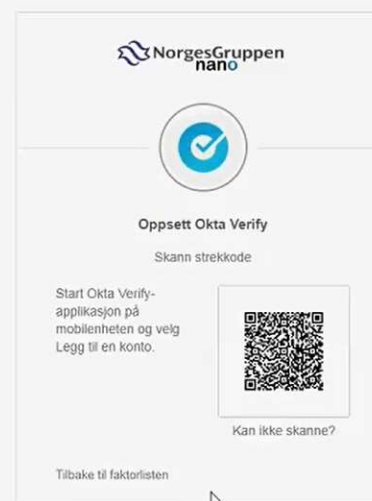 NorgesGruppen
nano
Oppsett Okta Verify
Skann strekkode
Start Okta Verify-
applikasjon på
mobilenheten og velg
Legg til en konto.
Kan ikke skanne?
Tilbake til faktorlisten